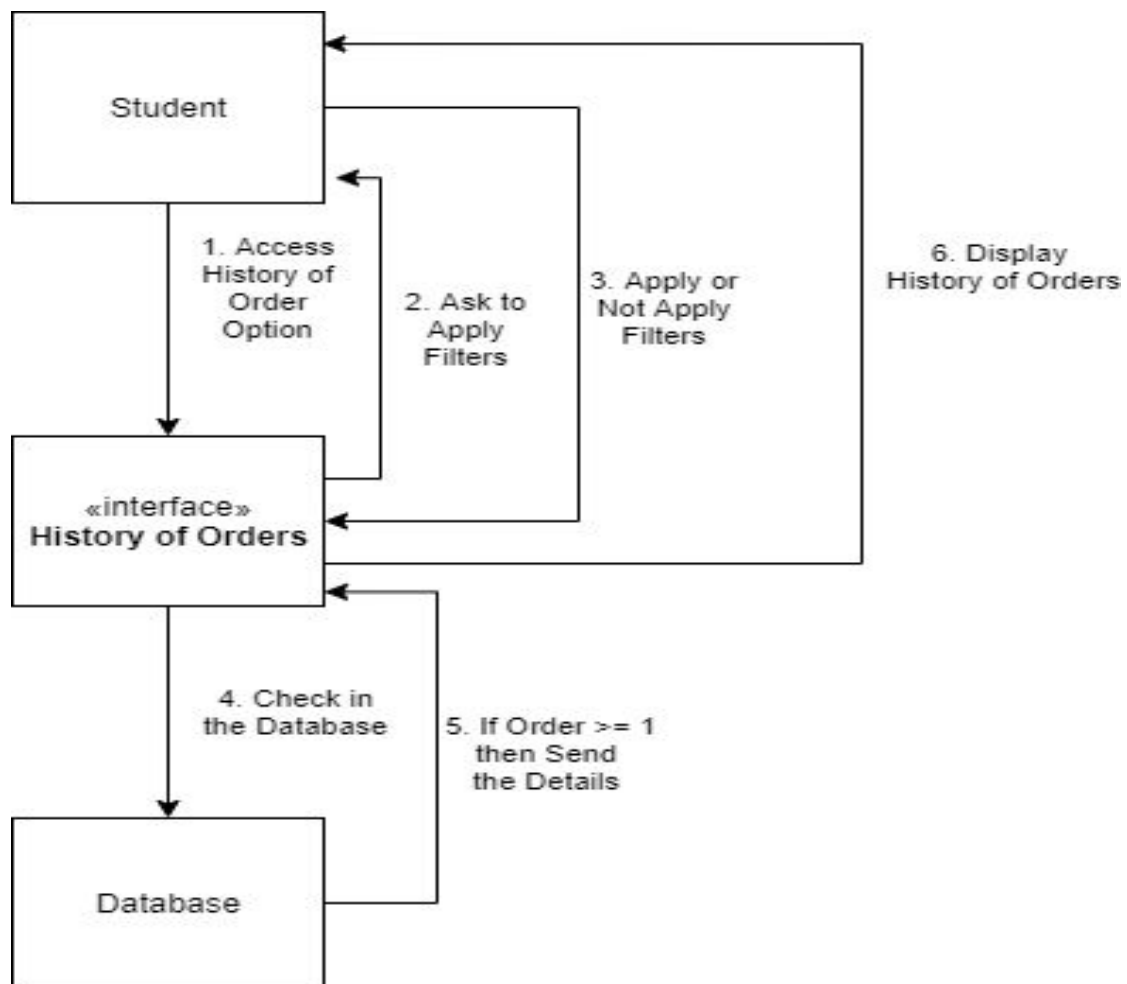 Student
1. Access
History of
Order
Option
2. Ask to
Apply
Filters
3. Apply or
Not Apply
Filters
6. Display
History of Orders
«interface»
History of Orders
4. Check in
the Database
5. If Order >= 1
then Send
the Details
Database